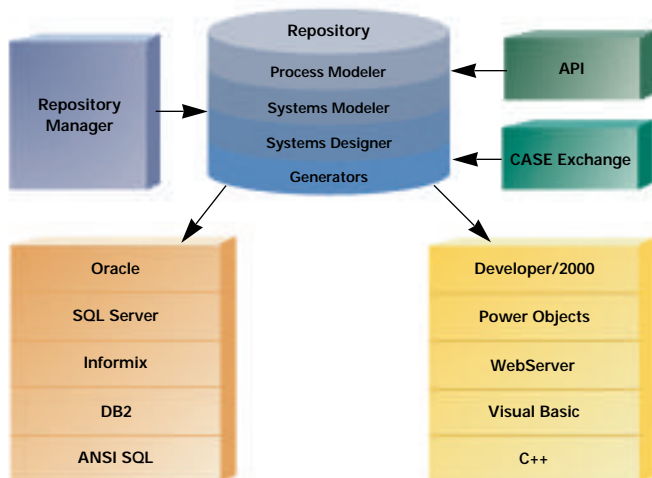 Repository
Process Modeler
Systems Modeler
Systems Designer
Generators
Repository
Manager
API
CASE Exchange
Oracle
SQL Server
Informix
DB2
ANSI SQL
Developer/2000
Power Objects
WebServer
Visual Basic
C++